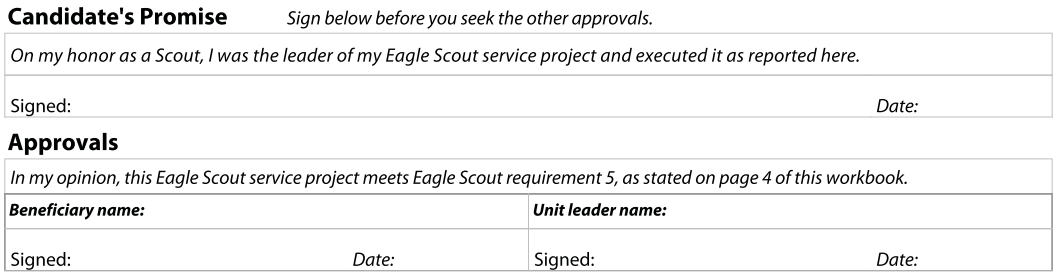 Candidate's Promise Sign below before you seek the other approvals.
On my honor as a Scout, I was the leader of my Eagle Scout service project and executed it as reported here.
Signed: Date:
Approvals
In my opinion, this Eagle Scout service project meets Eagle Scout requirement 5, as stated on page 4 of this workbook.
Beneficiary name: Unit leader name:
Signed: Date: Signed: Date: